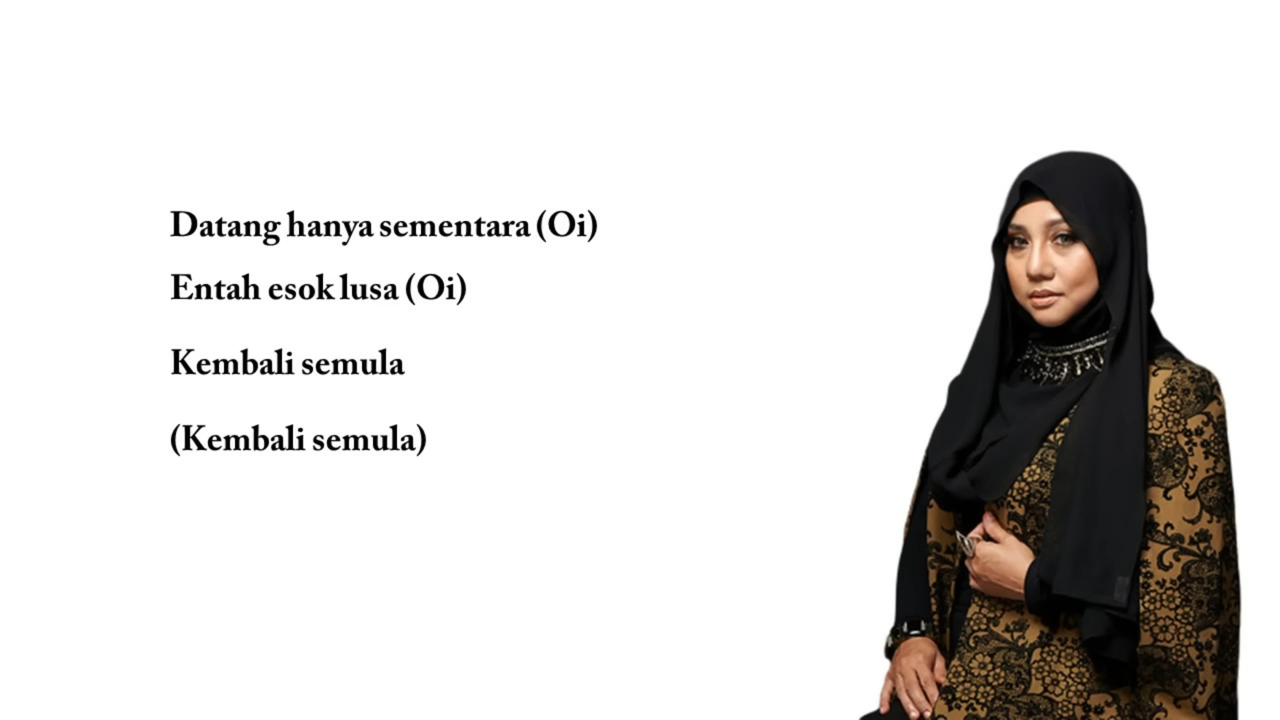 Datang hanya sementara (Oi)
Entah esok lusa (Oi)
Kembali semula
(Kembali semula)